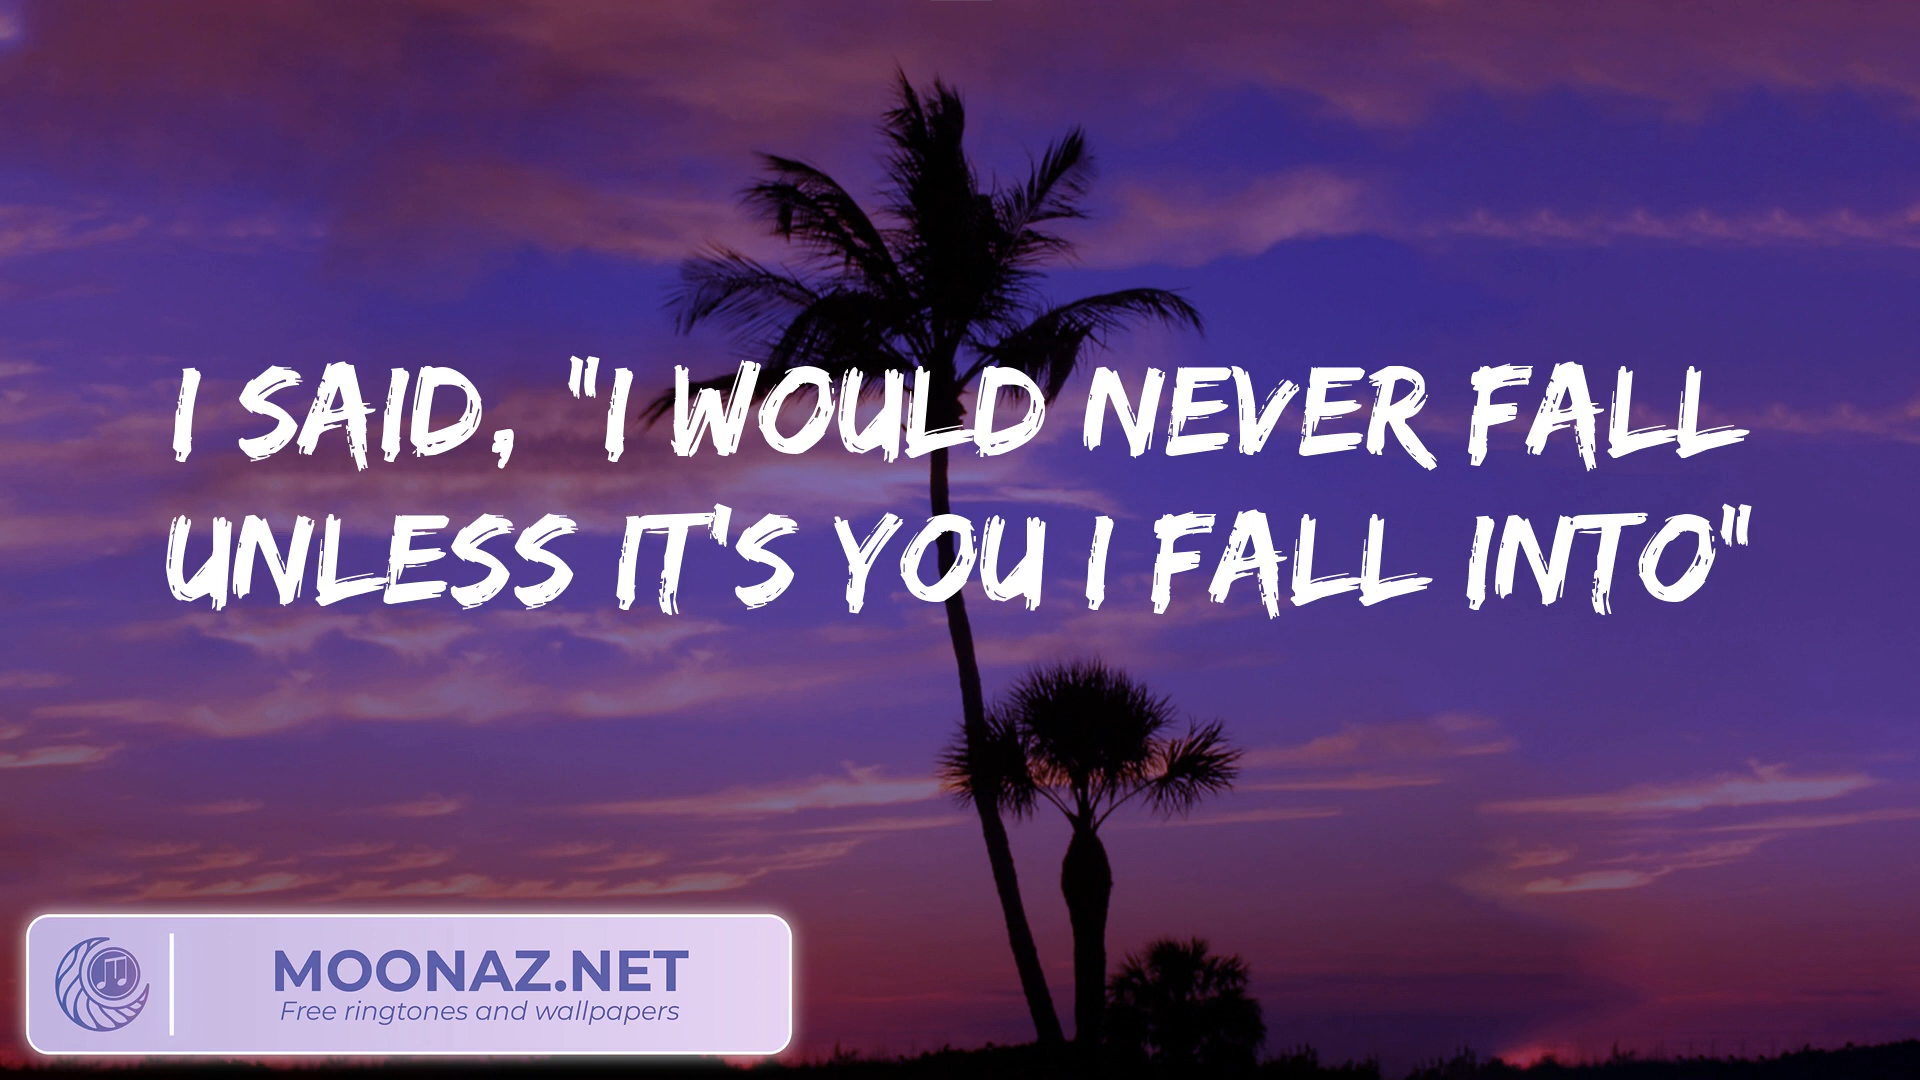 I SAID, "I WOULD NEVER FALL
UNLESS IT'S YOU I FALL INTO"
MOONAZ.NET
Free ringtones and wallpapers